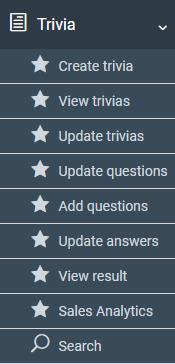 Trivia
Create trivia
View trivias
Update trivias
Update questions
Add questions
Update answers
View result
Sales Analytics
Search